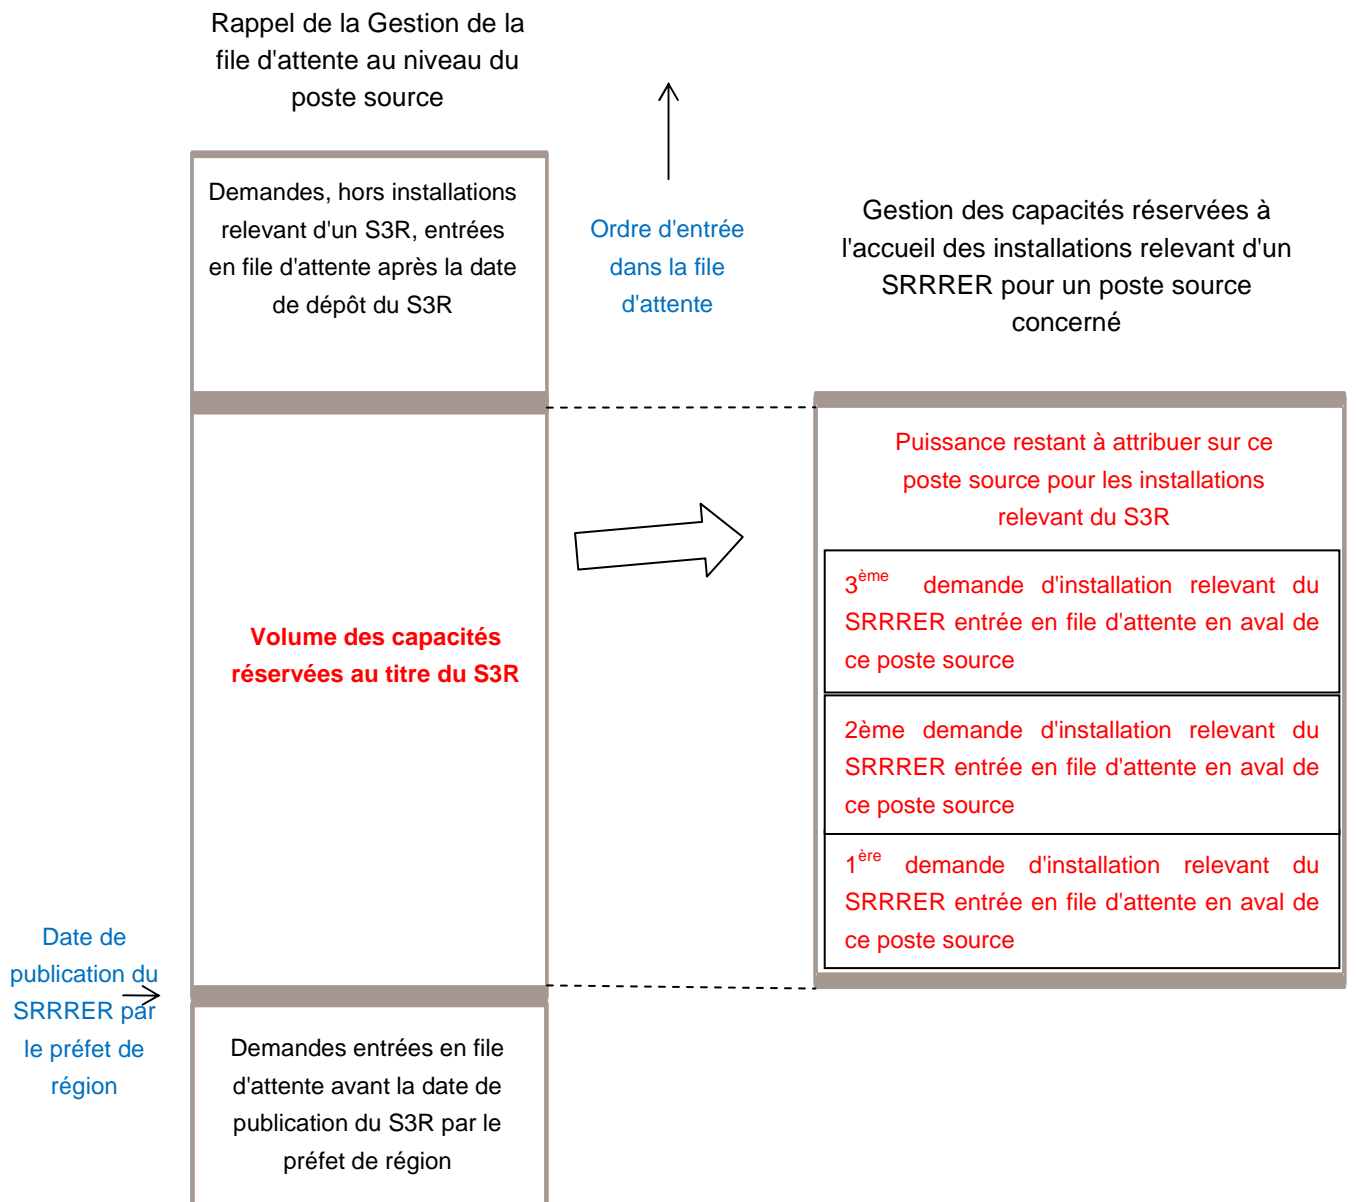 Rappel de la Gestion de la
file d'attente au niveau du
poste source
Demandes, hors installations
relevant d'un S3R, entrées
en file d'attente après la date
de dépôt du S3R
Ordre d'entrée
dans la file
d'attente
Gestion des capacités réservées à
l'accueil des installations relevant d'un
SRRRER pour un poste source
concerné
Volume des capacités
réservées au titre du S3R
Puissance restant à attribuer sur ce
poste source pour les installations
relevant du S3R
3ème demande d'installation relevant du
SRRRER entrée en file d'attente en aval de
ce poste source
2ème demande d'installation relevant du
SRRRER entrée en file d'attente en aval de
ce poste source
1ère demande d'installation relevant du
SRRRER entrée en file d'attente en aval de
ce poste source
Date de
publication du
SRRRER par
le préfet de
région
Demandes entrées en file
d'attente avant la date de
publication du S3R par le
préfet de région